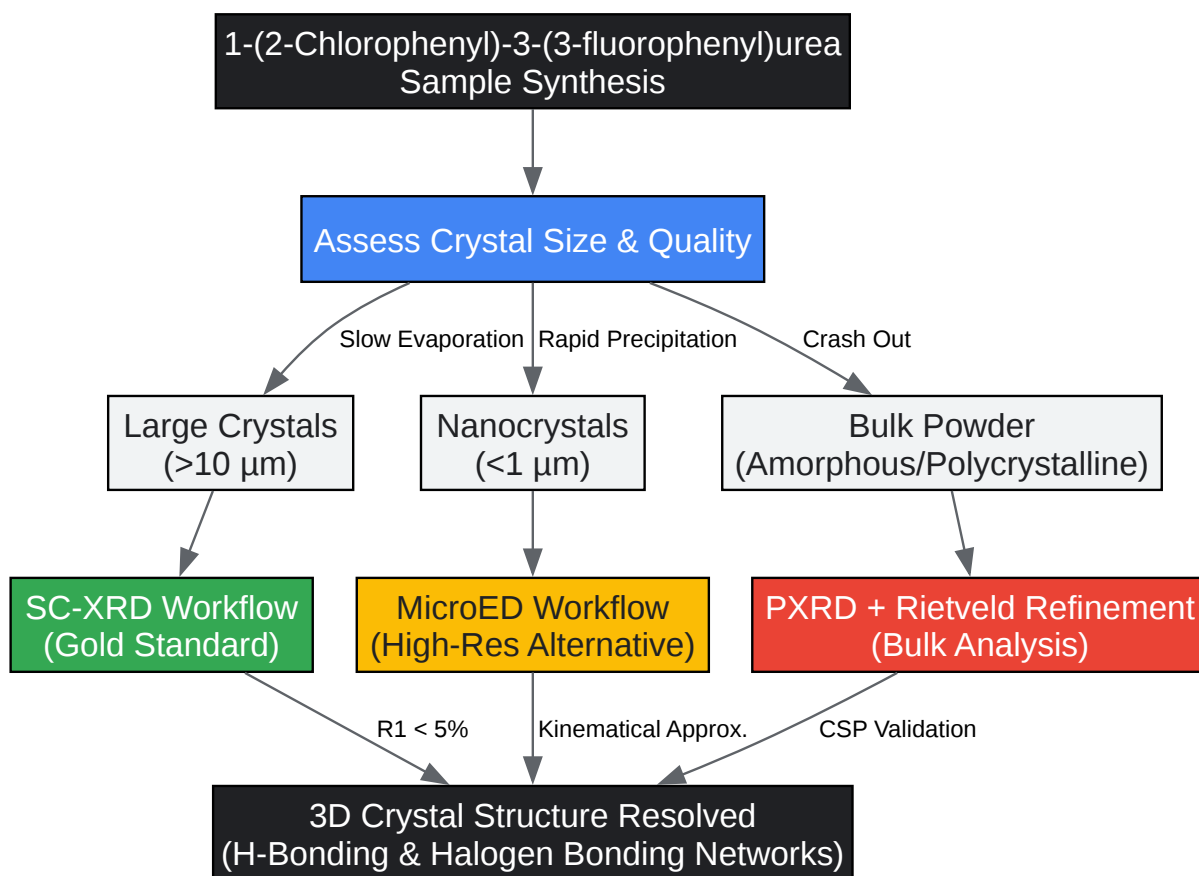 1-(2-Chlorophenyl)-3-(3-fluorophenyl)urea
Sample Synthesis
Assess Crystal Size & Quality
Slow Evaporation
Rapid Precipitation
Crash Out
Large Crystals
(>10 µm)
Nanocrystals
(<1 µm)
Bulk Powder
(Amorphous/Polycrystalline)
SC-XRD Workflow
(Gold Standard)
MicroED Workflow
(High-Res Alternative)
PXRD + Rietveld Refinement
(Bulk Analysis)
R1 < 5%
Kinematical Approx.
CSP Validation
3D Crystal Structure Resolved
(H-Bonding & Halogen Bonding Networks)